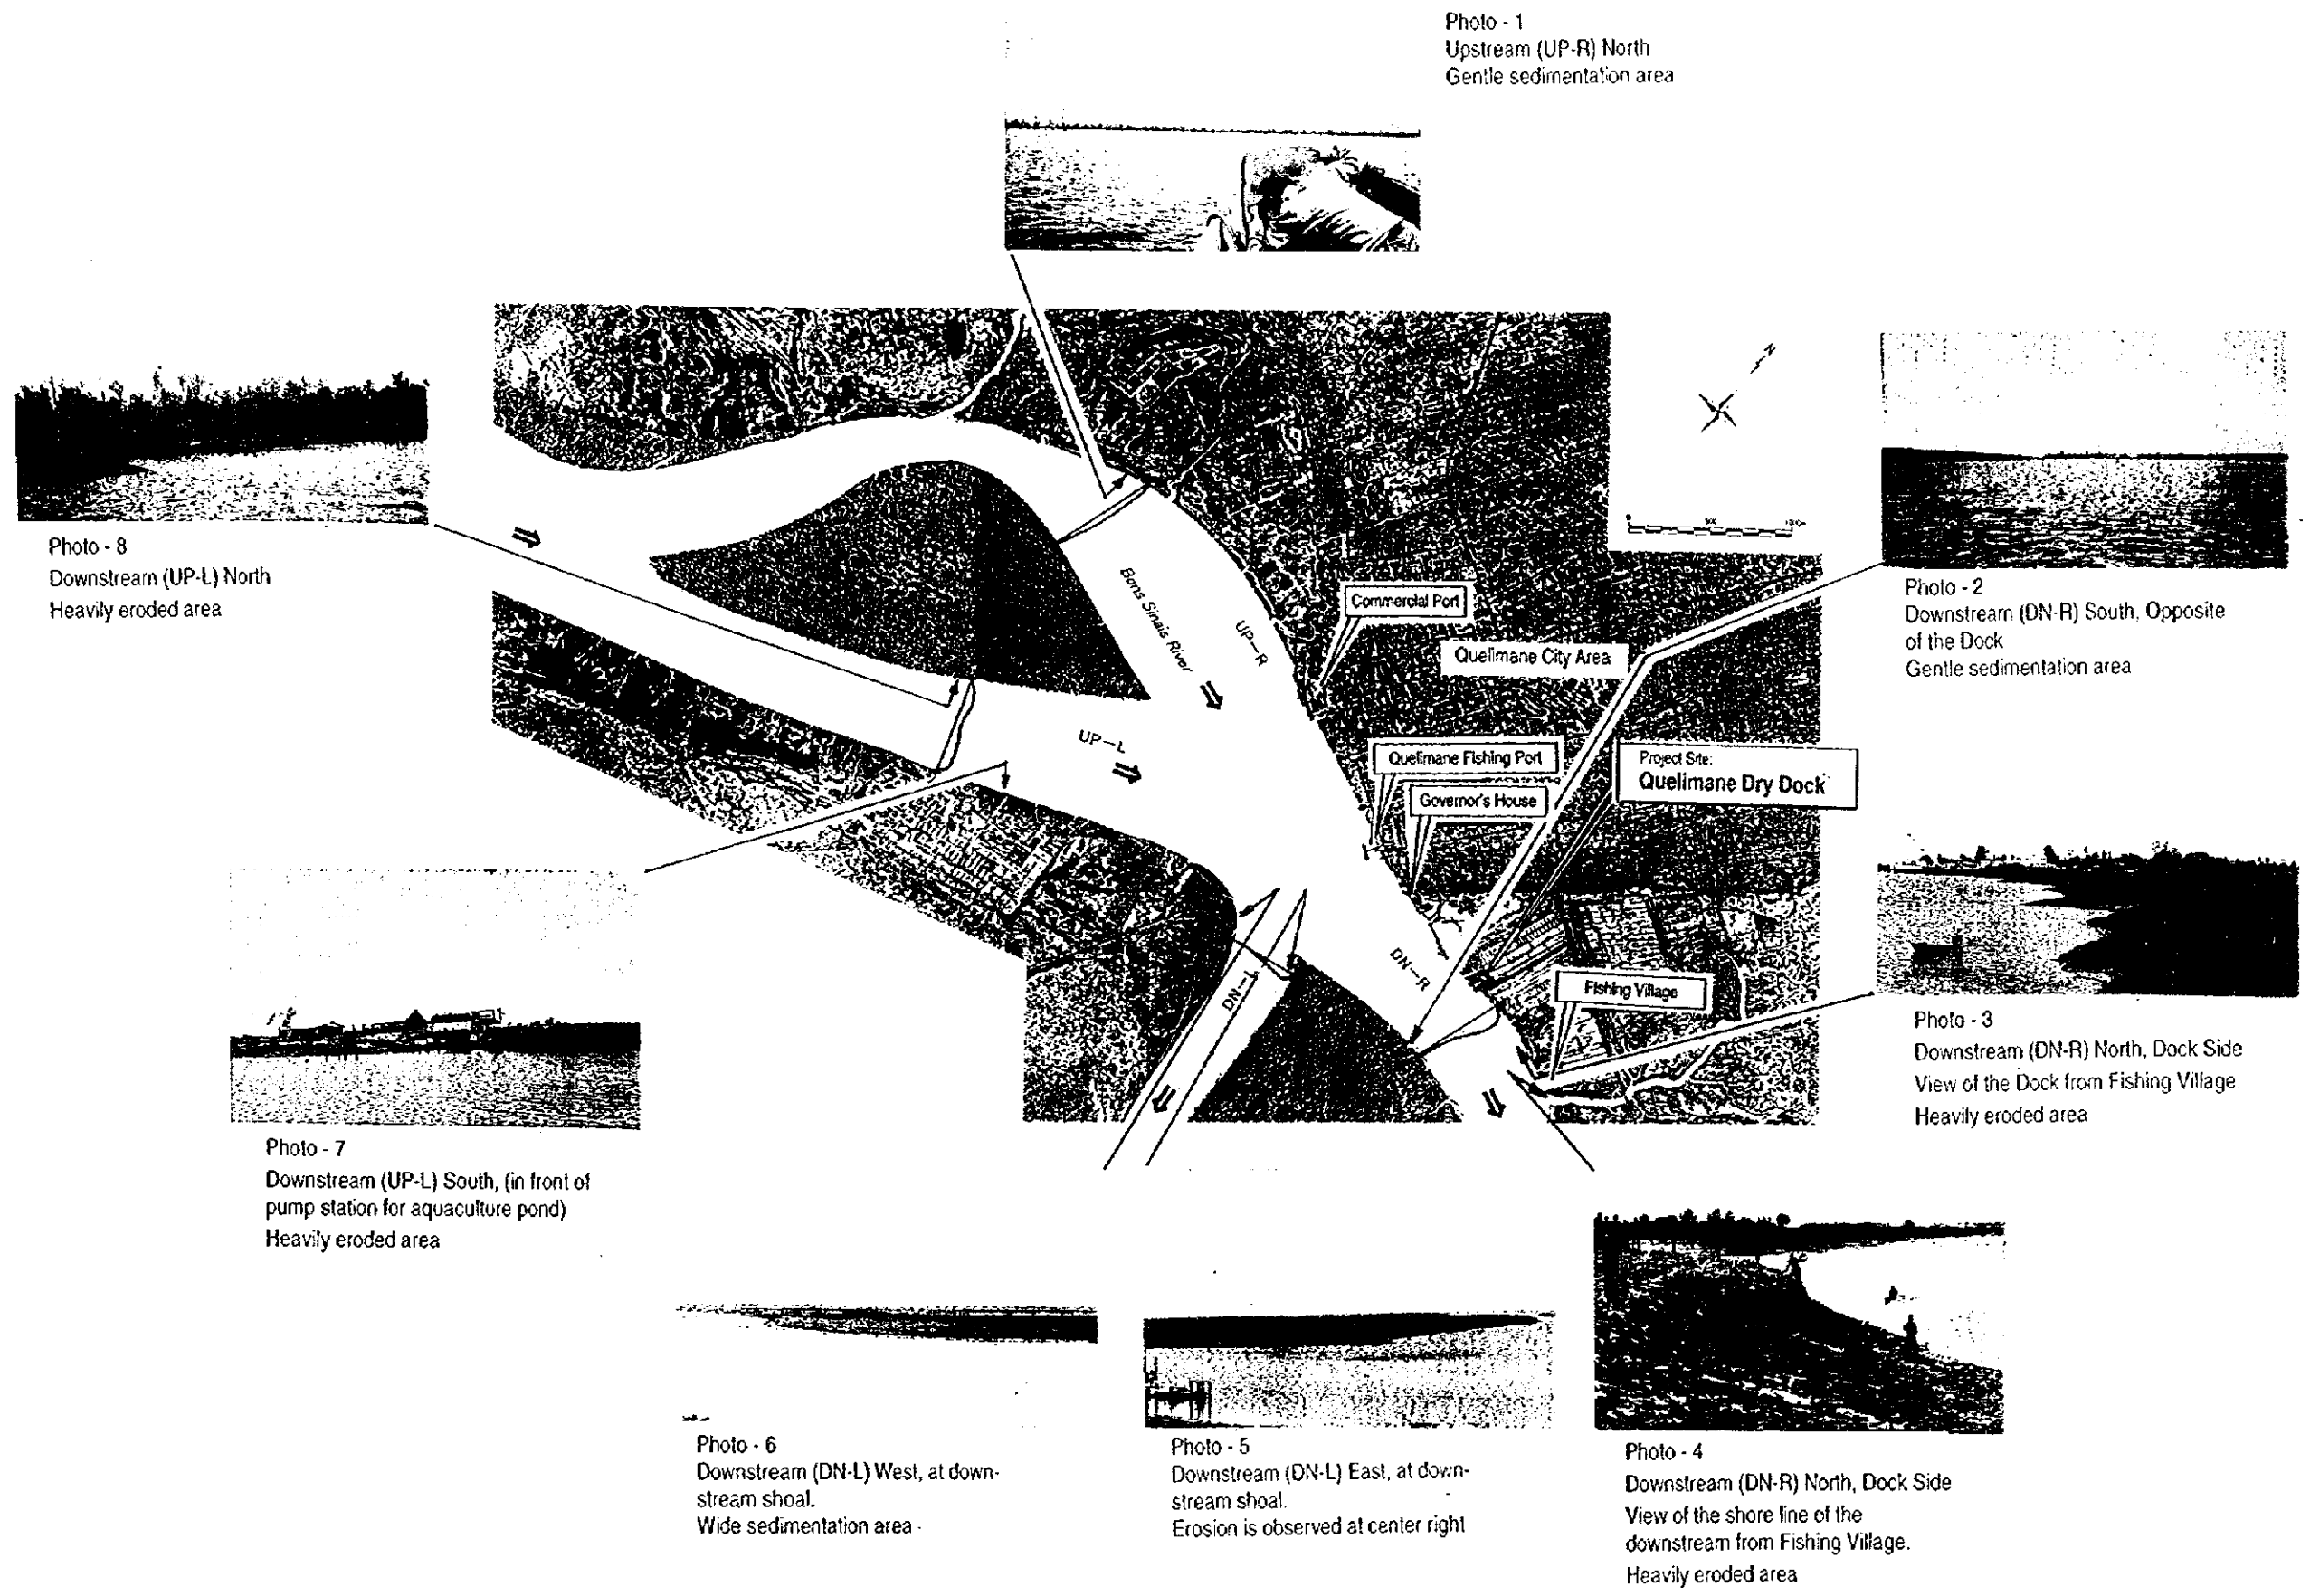 Photo - 1
Upstream (UP-R) North
Gentle sedimentation area
N
Photo - 8
Downstream (UP-L) North
Heavily eroded area
Photo - 2
Downstream (DN-R) South, Opposite
of the Dock
Gentle sedimentation area
Bons Sinais River
UP-R
Commercial Port
Quelimane City Area
UP-L
Quelimane Fishing Port
Governor's House
Project Site:
Quelimane Dry Dock
DN-L
DN-R
Fishing Village
Photo - 3
Downstream (DN-R) North, Dock Side
View of the Dock from Fishing Village.
Heavily eroded area
Photo - 7
Downstream (UP-L) South, (in front of
pump station for aquaculture pond)
Heavily eroded area
Photo - 6
Downstream (DN-L) West, at down-
stream shoal.
Wide sedimentation area
Photo - 5
Downstream (DN-L) East, at down-
stream shoal.
Erosion is observed at center right
Photo - 4
Downstream (DN-R) North, Dock Side
View of the shore line of the
downstream from Fishing Village.
Heavily eroded area